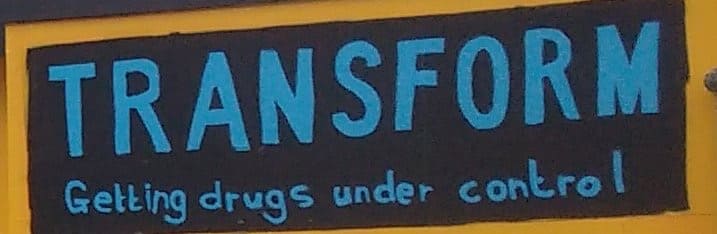 TRANSFORM
Getting drugs under control